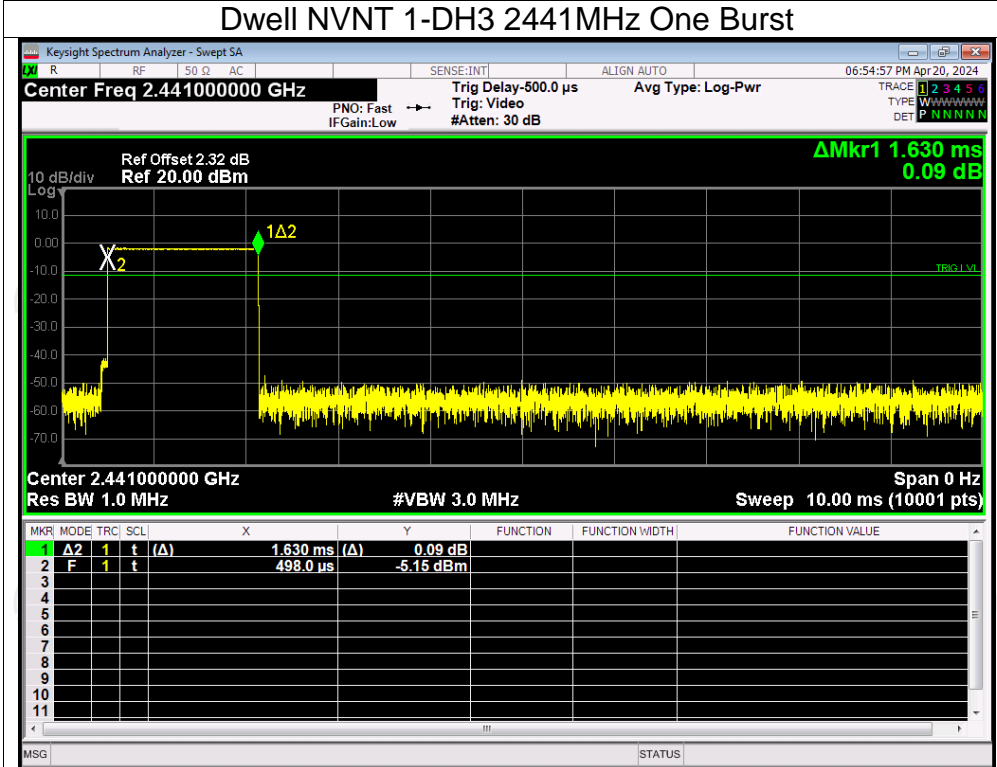 Dwell NVNT 1-DH3 2441MHz One Burst
Keysight Spectrum Analyzer - Swept SA
LXI R RF 50 Ω AC SENSE:INT ALIGN AUTO 06:54:57 PM Apr 20, 2024
Center Freq 2.441000000 GHz
PNO: Fast
IFGain:Low
Trig Delay-500.0 µs
Trig: Video
#Atten: 30 dB
Avg Type: Log-Pwr
TRACE 1 2 3 4 5 6
TYPE WWWWWW
DET P N N N N N
ΔMkr1 1.630 ms
0.09 dB
Ref Offset 2.32 dB
10 dB/div Ref 20.00 dBm
Log
10.0
0.00
-10.0
-20.0
-30.0
-40.0
-50.0
-60.0
-70.0
1Δ2
2
TRIG LVL
Center 2.441000000 GHz Span 0 Hz
Res BW 1.0 MHz #VBW 3.0 MHz Sweep 10.00 ms (10001 pts)
MKR MODE TRC SCL X Y FUNCTION FUNCTION WIDTH FUNCTION VALUE
1 Δ2 1 t (Δ) 1.630 ms (Δ) 0.09 dB
2 F 1 t 498.0 µs -5.15 dBm
3
4
5
6
7
8
9
10
11
MSG STATUS